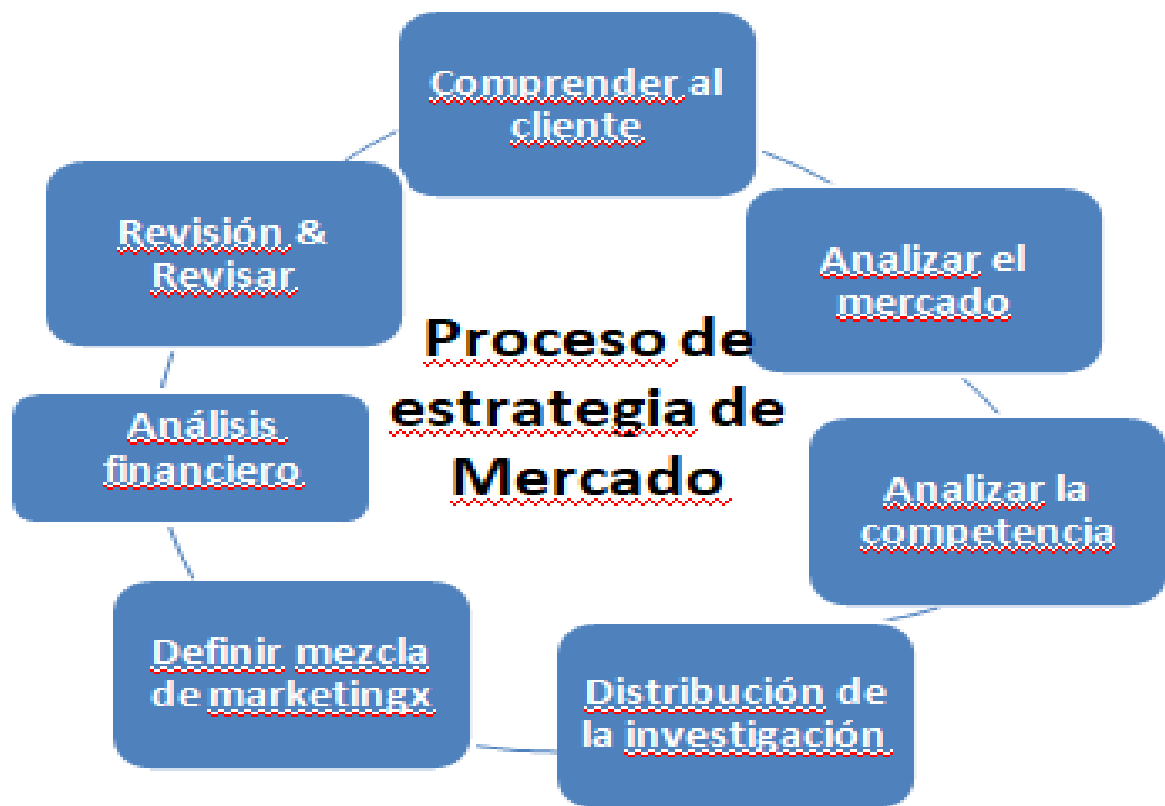 Comprender al
cliente
Analizar el
mercado
Analizar la
competencia
Distribución de
la investigación
Definir mezcla
de marketingx
Análisis
financiero
Revisión &
Revisar
Proceso de
estrategia de
Mercado